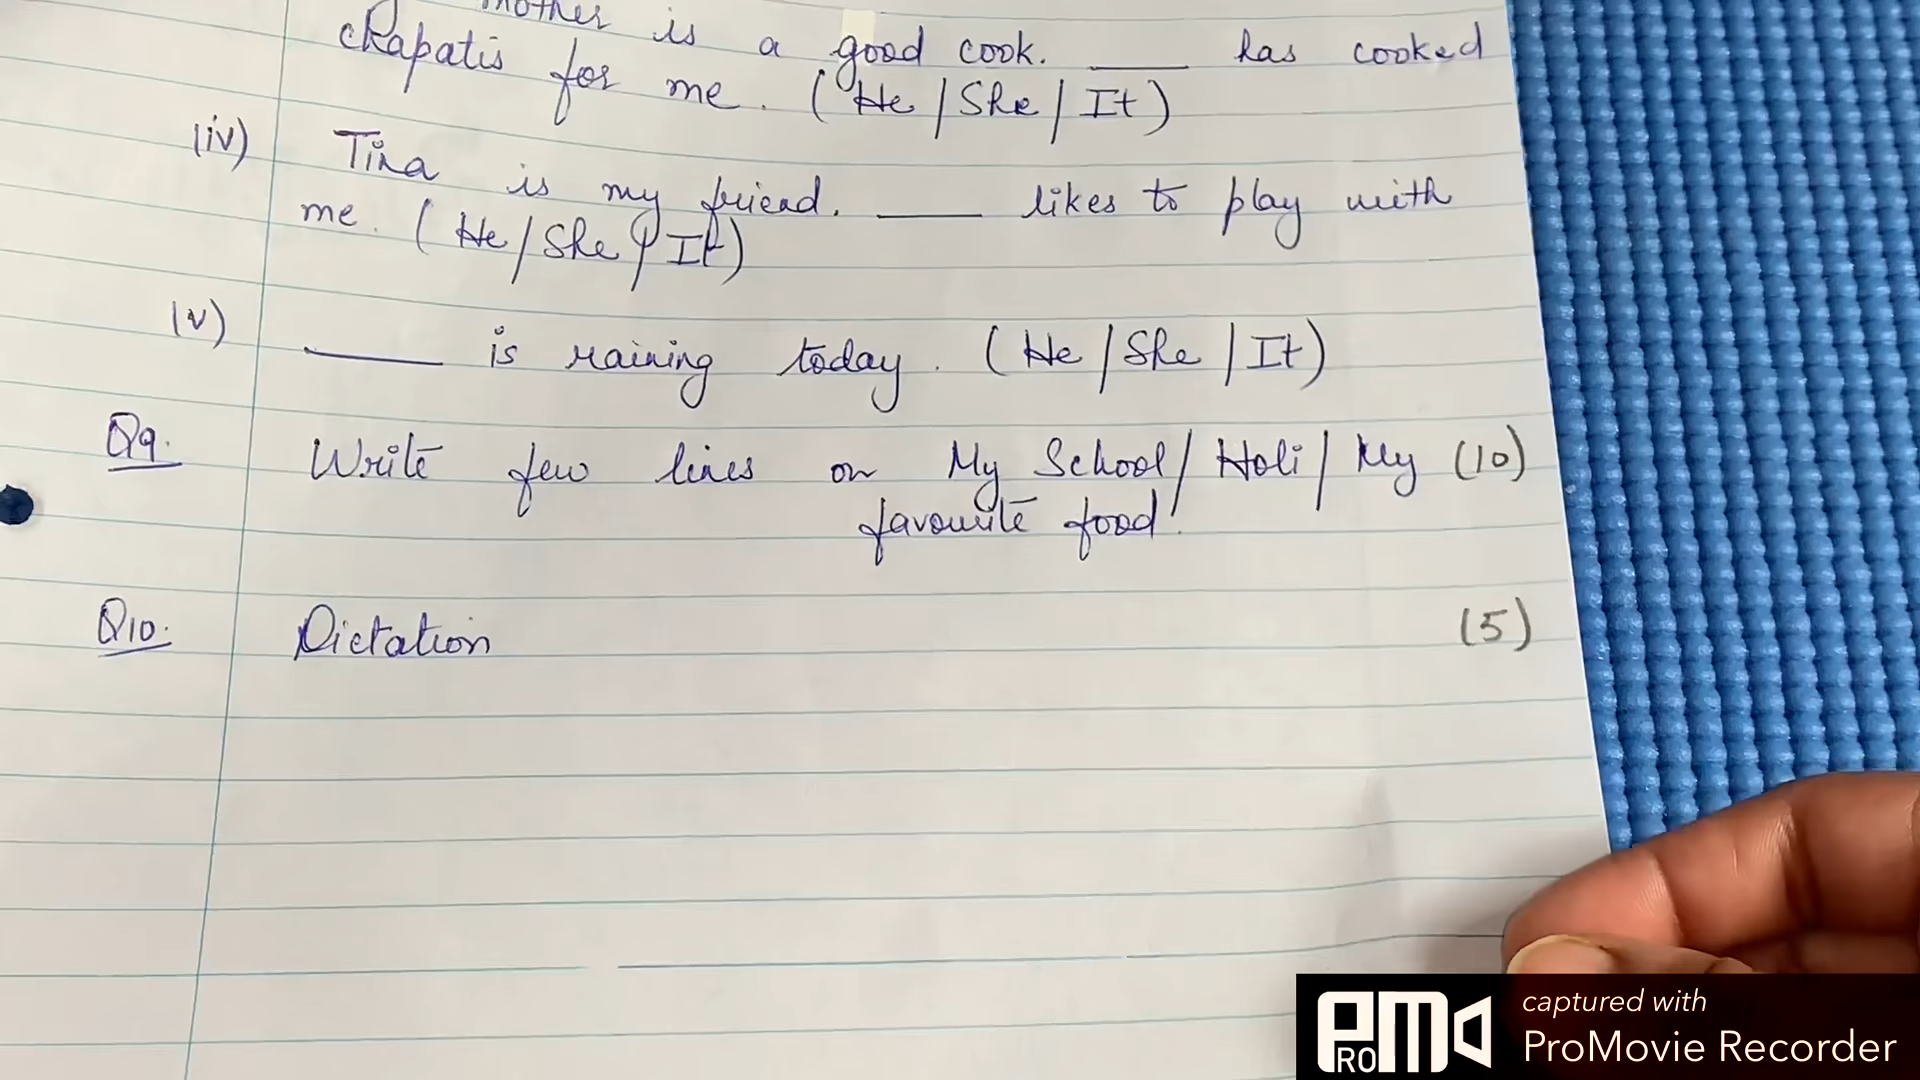 mother is a good cook. ____ has cooked
chapatis for me. (He/She/It)
(iv) Tina is my friend. ____ likes to play with
me. (He/She/It)
(v) ____ is raining today. (He/She/It)
Q9. Write few lines on My School/Holi/My (10)
favourite food.
Q10. Dictation (5)
PROM
captured with
ProMovie Recorder